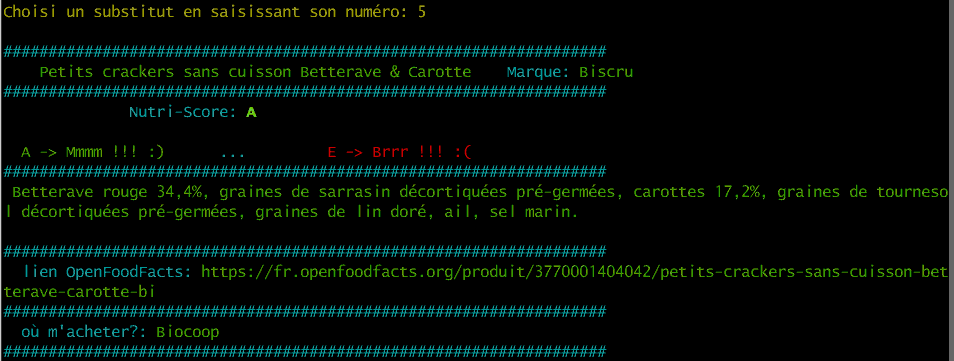 Choisi un substitut en saisissant son numéro: 5
###################################################################
Petits crackers sans cuisson Betterave & Carotte    Marque: Biscru
###################################################################
Nutri-Score: A
A -> Mmmm !!! :)      ...         E -> Brrr !!! :(
###################################################################
Betterave rouge 34,4%, graines de sarrasin décortiquées pré-germées, carottes 17,2%, graines de tourneso
l décortiquées pré-germées, graines de lin doré, ail, sel marin.
###################################################################
lien OpenFoodFacts: https://fr.openfoodfacts.org/produit/3770001404042/petits-crackers-sans-cuisson-bet
terave-carotte-bi
###################################################################
où m'acheter?: Biocoop
###################################################################